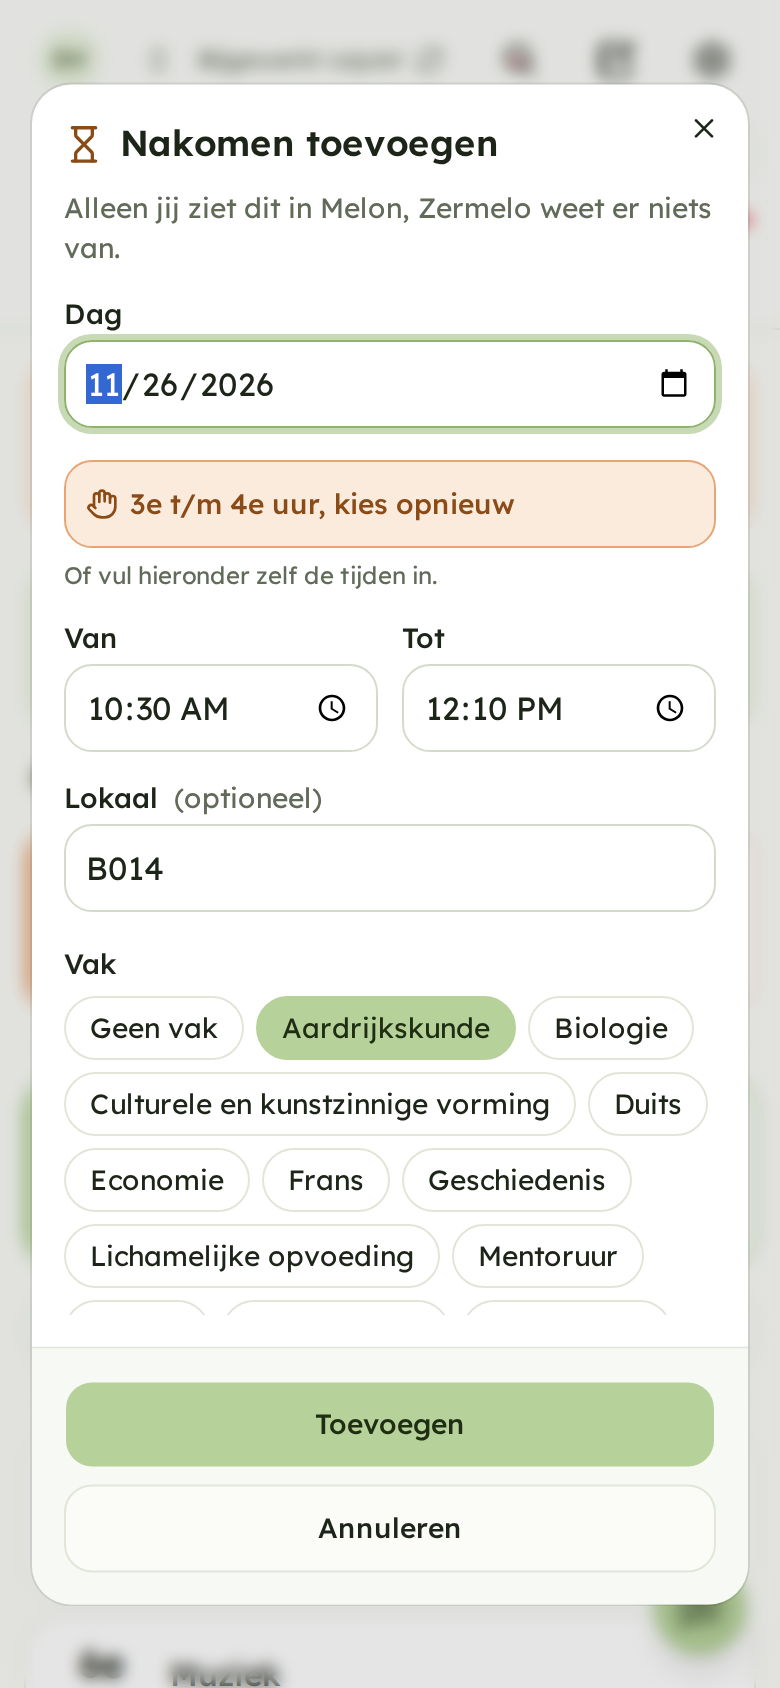 Nakomen toevoegen
Alleen jij ziet dit in Melon, Zermelo weet er niets
van.
Dag
11/26/2026
3e t/m 4e uur, kies opnieuw
Of vul hieronder zelf de tijden in.
Van Tot
10:30 AM 12:10 PM
Lokaal (optioneel)
B014
Vak
Geen vak Aardrijkskunde Biologie
Culturele en kunstzinnige vorming Duits
Economie Frans Geschiedenis
Lichamelijke opvoeding Mentoruur
Toevoegen
Annuleren
Muziek